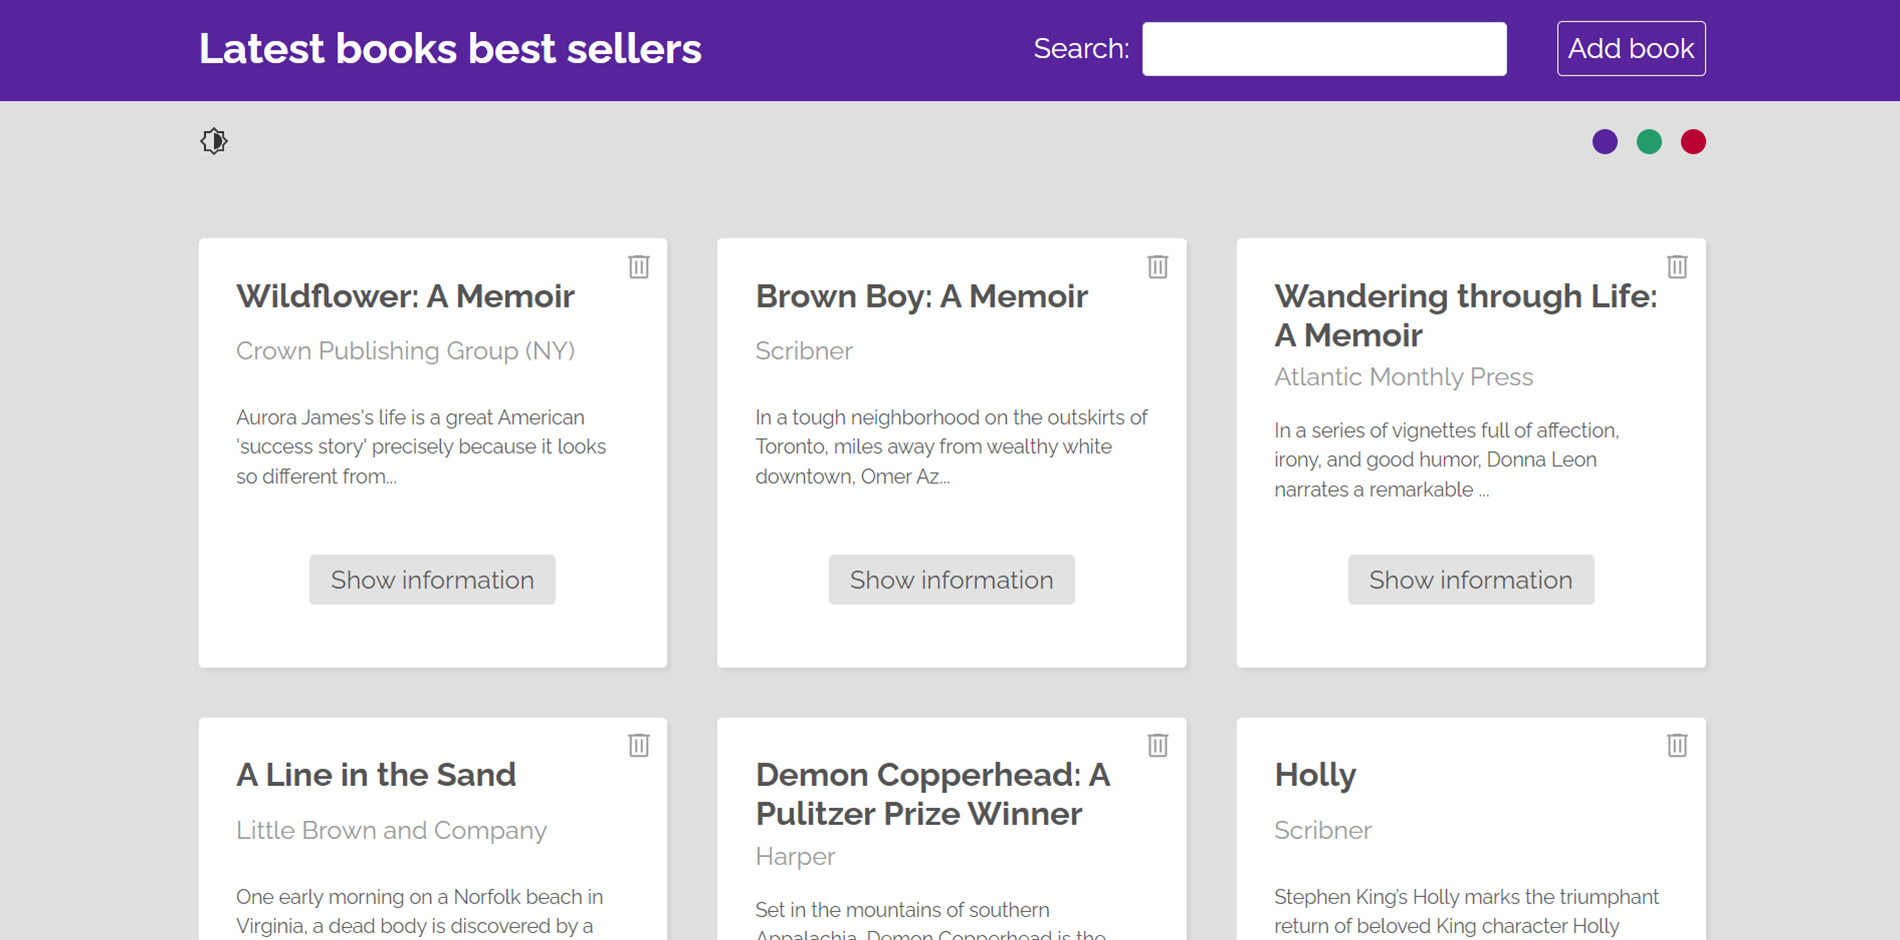 Latest books best sellers
Search:
Add book
Wildflower: A Memoir
Crown Publishing Group (NY)
Aurora James's life is a great American
'success story' precisely because it looks
so different from...
Show information
Brown Boy: A Memoir
Scribner
In a tough neighborhood on the outskirts of
Toronto, miles away from wealthy white
downtown, Omer Az...
Show information
Wandering through Life:
A Memoir
Atlantic Monthly Press
In a series of vignettes full of affection,
irony, and good humor, Donna Leon
narrates a remarkable ...
Show information
A Line in the Sand
Little Brown and Company
One early morning on a Norfolk beach in
Virginia, a dead body is discovered by a
Demon Copperhead: A
Pulitzer Prize Winner
Harper
Set in the mountains of southern
Appalachia, Demon Copperhead is the
Holly
Scribner
Stephen King's Holly marks the triumphant
return of beloved King character Holly